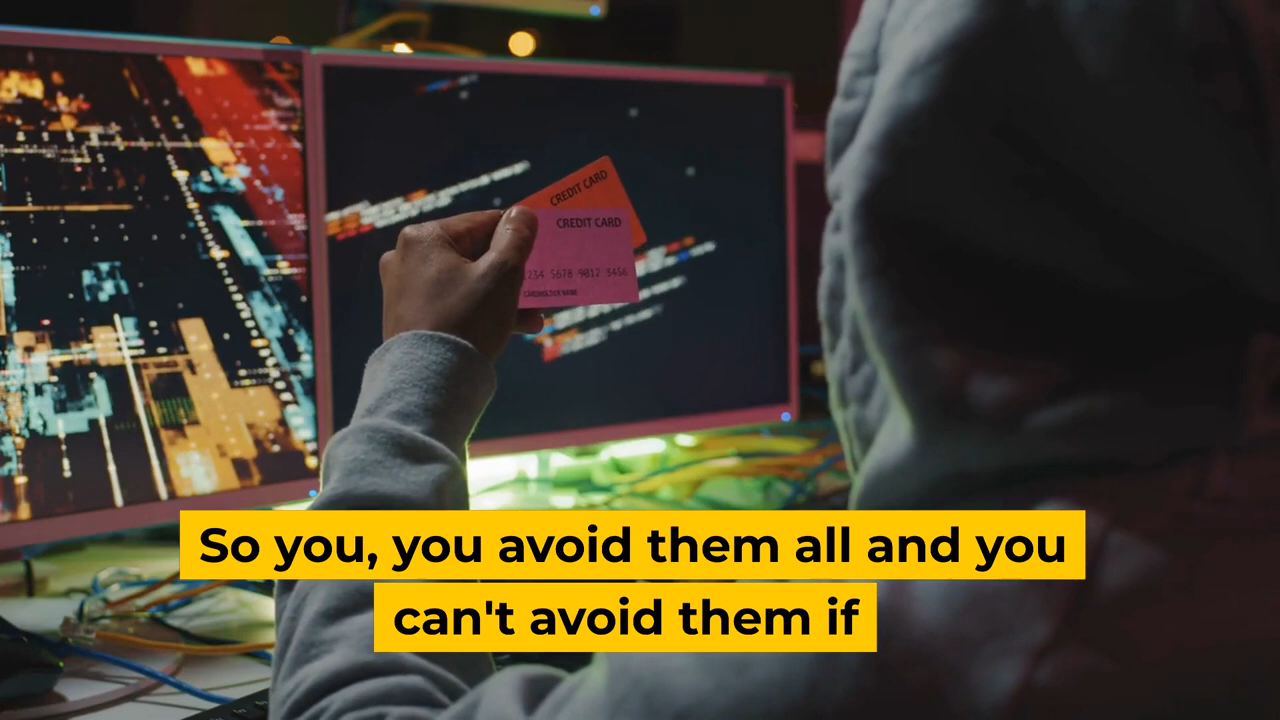 CREDIT CARD
CREDIT CARD
234 5678 9012 3456
CARDHOLDER NAME
So you, you avoid them all and you
can't avoid them if